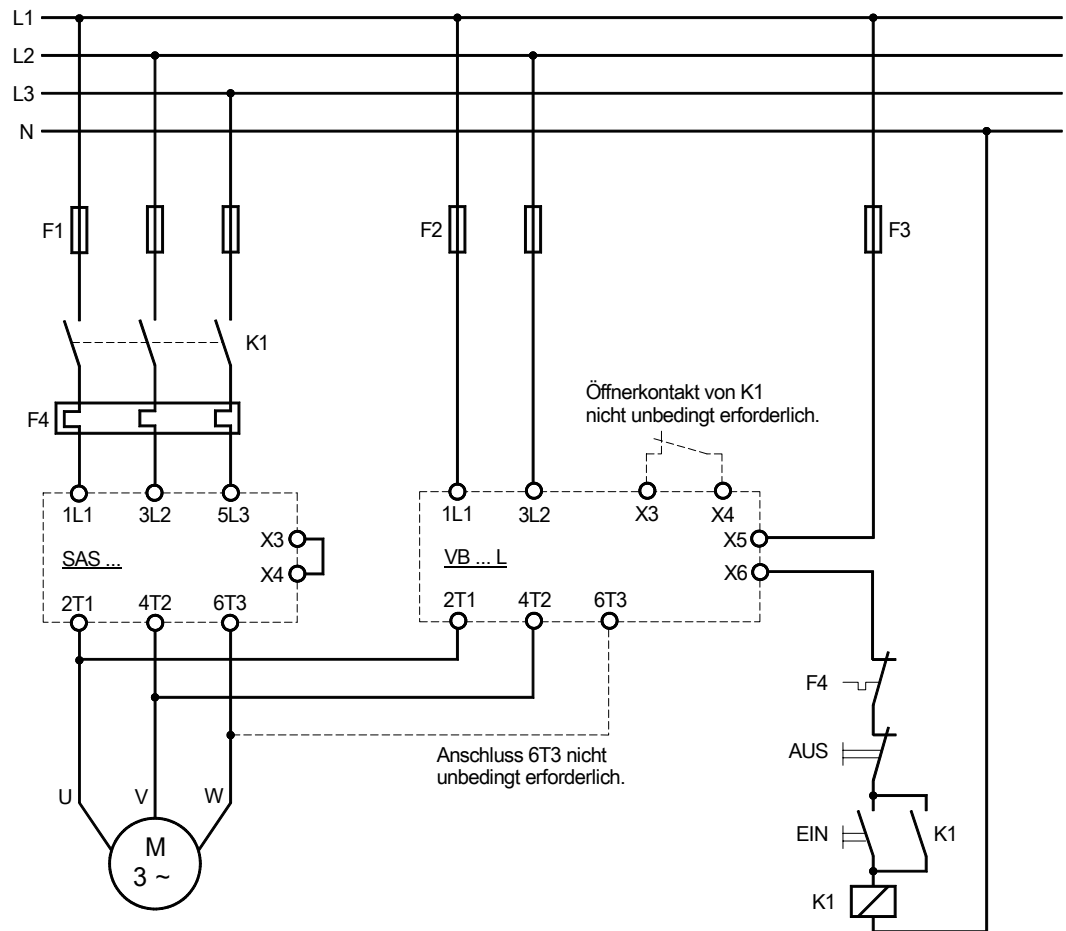 L1
L2
L3
N
F1
F2
F3
K1
Öffnerkontakt von K1
nicht unbedingt erforderlich.
F4
1L1 3L2 5L3
1L1 3L2 X3 X4
X3
X5
SAS ...
VB ... L
X4
X6
2T1 4T2 6T3
2T1 4T2 6T3
F4
Anschluss 6T3 nicht
unbedingt erforderlich.
AUS
U V W
EIN
K1
M
3 ~
K1